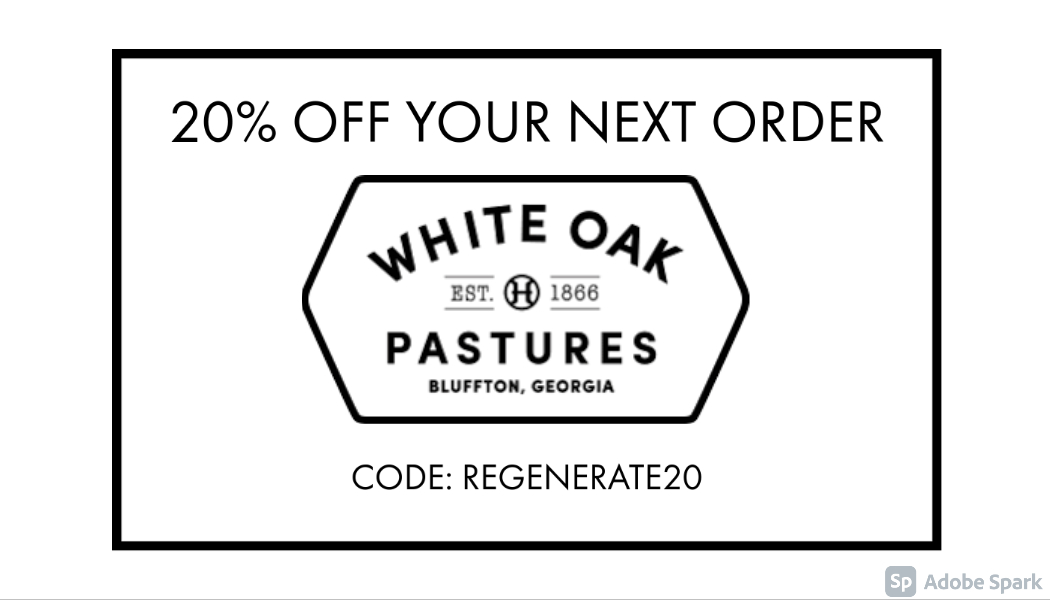 20% OFF YOUR NEXT ORDER
WHITE OAK
EST. H 1866
PASTURES
BLUFFTON, GEORGIA
CODE: REGENERATE20
Sp Adobe Spark